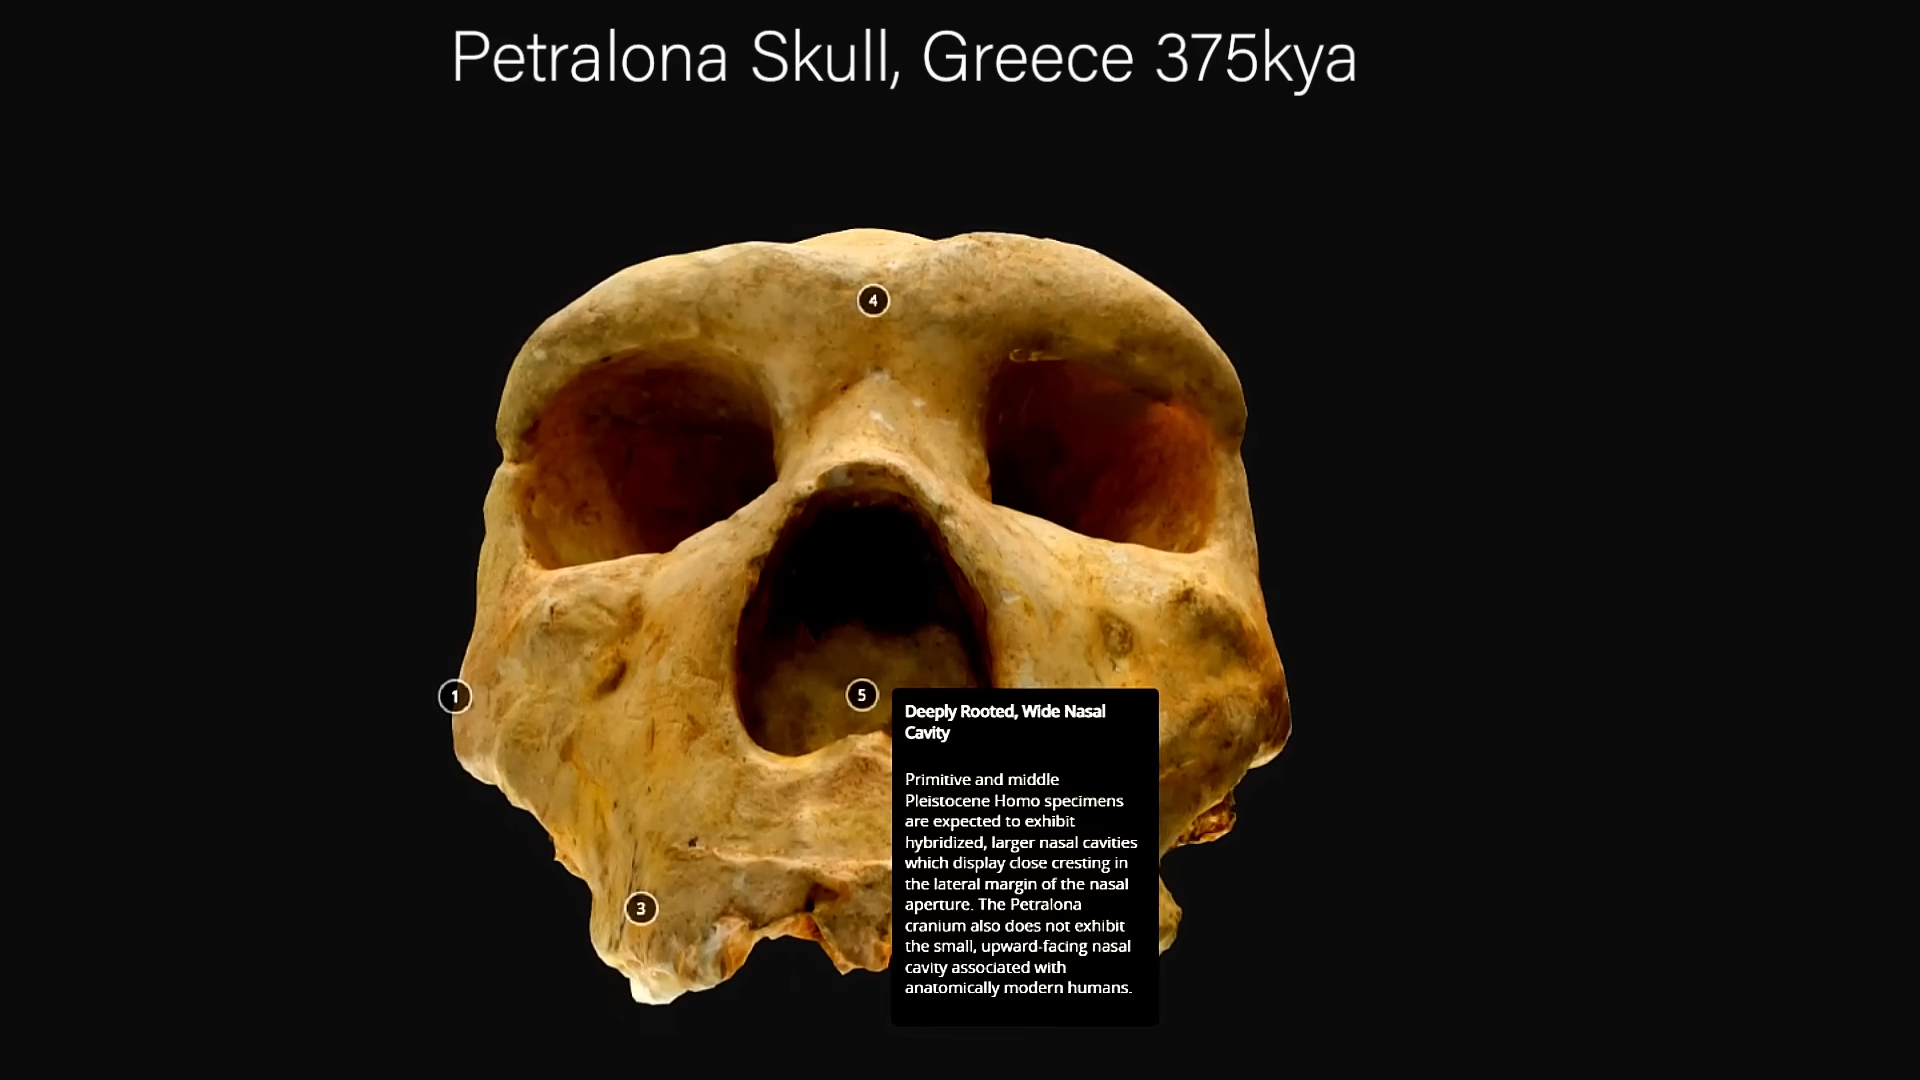 Petralona Skull, Greece 375kya
4
1
5
Deeply Rooted, Wide Nasal
Cavity
Primitive and middle
Pleistocene Homo specimens
are expected to exhibit
hybridized, larger nasal cavities
which display close cresting in
the lateral margin of the nasal
aperture. The Petralona
cranium also does not exhibit
the small, upward-facing nasal
cavity associated with
anatomically modern humans.
3